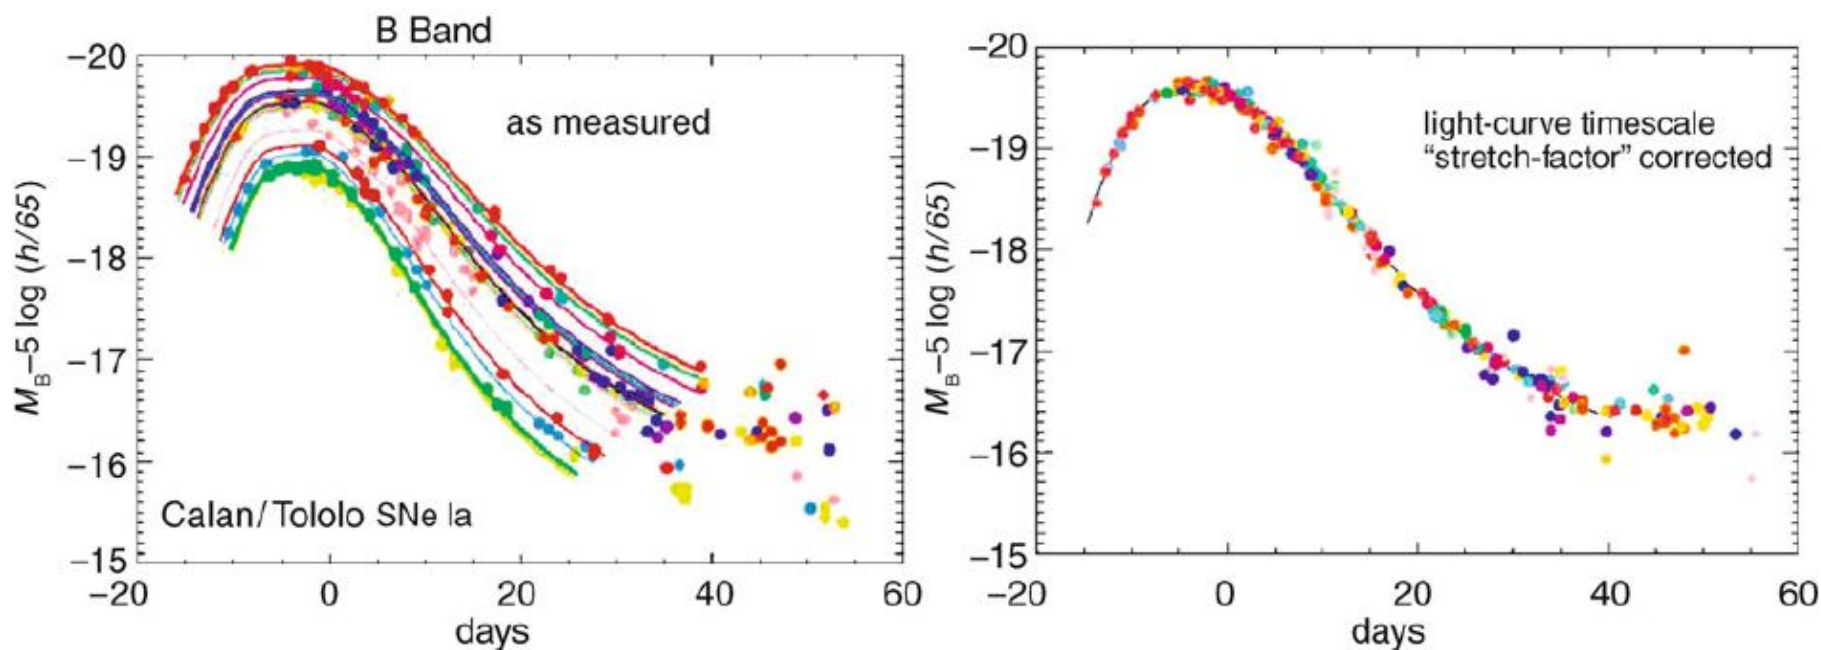 B Band
-20
-19
-18
-17
-16
-15
M_B–5 log (h/65)
as measured
Calan/Tololo SNe Ia
-20
0
20
40
60
days
-20
-19
-18
-17
-16
-15
M_B–5 log (h/65)
light-curve timescale
“stretch-factor” corrected
-20
0
20
40
60
days